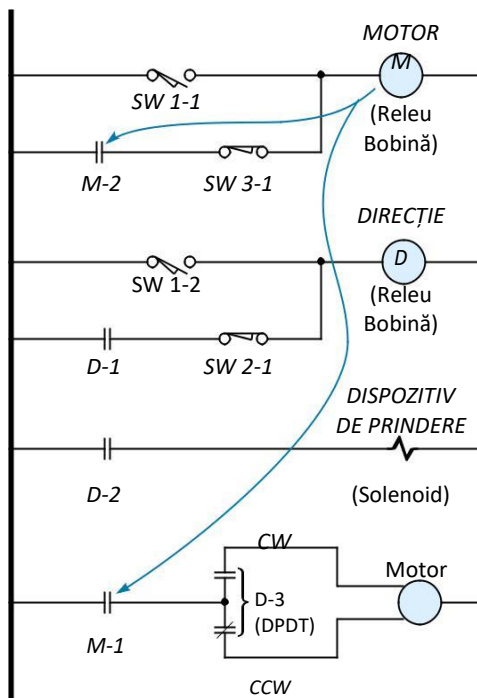 MOTOR
M
SW 1-1
(Releu
Bobină)
M-2
SW 3-1
DIRECȚIE
D
SW 1-2
(Releu
Bobină)
D-1
SW 2-1
DISPOZITIV
DE PRINDERE
D-2
(Solenoid)
CW
Motor
D-3
(DPDT)
M-1
CCW